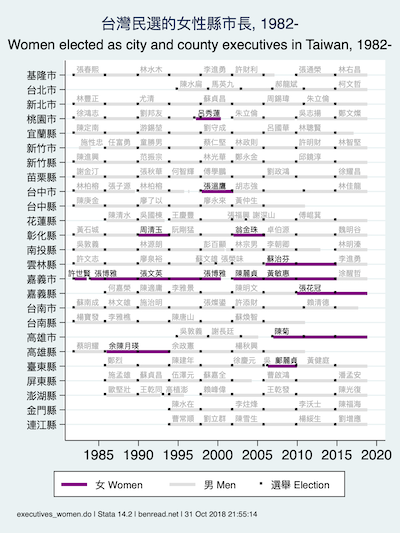 台灣民選的女性縣市長, 1982-
Women elected as city and county executives in Taiwan, 1982-
基隆市 張春熙 林水木 李進勇 許財利 張通榮 林右昌
台北市 陳水扁 馬英九 郝龍斌 柯文哲
新北市 林豐正 尤清 蘇貞昌 周錫瑋 朱立倫
桃園市 徐鴻志 劉邦友 呂秀蓮 朱立倫 吳志揚 鄭文燦
宜蘭縣 陳定南 游錫堃 劉守成 呂國華 林聰賢
新竹市 施性忠 任富勇 童勝男 蔡仁堅 林政則 許明財 林智堅
新竹縣 陳進興 范振宗 林光華 鄭永金 邱鏡淳
苗栗縣 謝金汀 張秋華 何智輝 傅學鵬 劉政鴻 徐耀昌
台中市 林柏榕 張子源 林柏榕 張溫鷹 胡志強 林佳龍
台中縣 陳庚金 廖了以 廖永來 黃仲生
花蓮縣 陳清水 吳國棟 王慶豐 張福興 謝深山 傅崐萁
彰化縣 黃石城 周清玉 阮剛猛 翁金珠 卓伯源 魏明谷
南投縣 吳敦義 林源朗 彭百顯 林宗男 李朝卿 林明溱
雲林縣 許文志 廖泉裕 蘇文雄 張榮味 蘇治芬 李進勇
嘉義市 許世賢 張博雅 張文英 張博雅 陳麗貞 黃敏惠 涂醒哲
嘉義縣 何嘉榮 陳適庸 李雅景 陳明文 張花冠
台南市 蘇南成 林文雄 施治明 張燦鍙 許添財 賴清德
台南縣 楊寶發 李雅樵 陳唐山 蘇煥智
高雄市 吳敦義 謝長廷 陳菊
高雄縣 蔡明耀 余陳月瑛 余政憲 楊秋興
臺東縣 鄭烈 陳建年 徐慶元 吳 鄺麗貞 黃健庭
屏東縣 施孟雄 蘇貞昌 伍澤元 蘇嘉全 曹啟鴻 潘孟安
澎湖縣 歐堅壯 王乾同 高植澎 賴峰偉 王乾發 陳光復
金門縣 陳水在 李炷烽 李沃士 陳福海
連江縣 曹常順 劉立群 陳雪生 楊綏生 劉增應
1985 1990 1995 2000 2005 2010 2015 2020
女 Women 男 Men 選舉 Election
executives_women.do | Stata 14.2 | benread.net | 31 Oct 2018 21:55:14